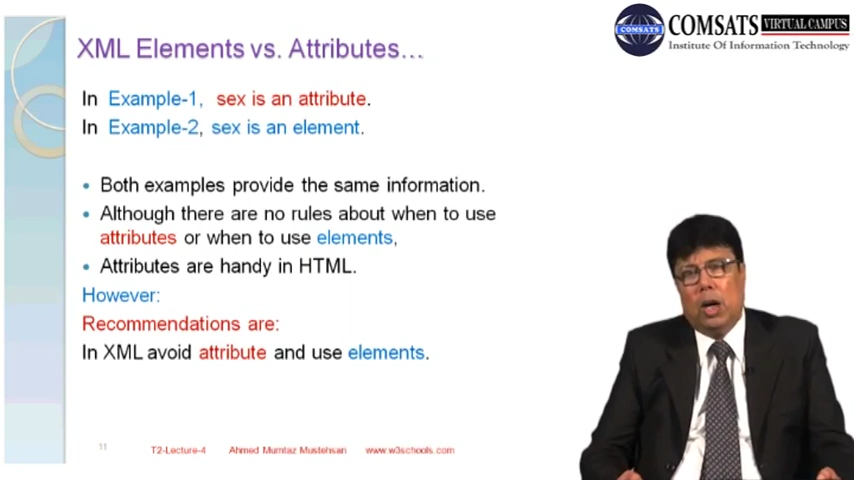 COMSATS VIRTUAL CAMPUS
Institute Of Information Technology
COMSATS
XML Elements vs. Attributes…
In Example-1, sex is an attribute.
In Example-2, sex is an element.
• Both examples provide the same information.
• Although there are no rules about when to use
attributes or when to use elements,
• Attributes are handy in HTML.
However:
Recommendations are:
In XML avoid attribute and use elements.
11 T2-Lecture-4 Ahmed Mumtaz Mustehsan www.w3schools.com